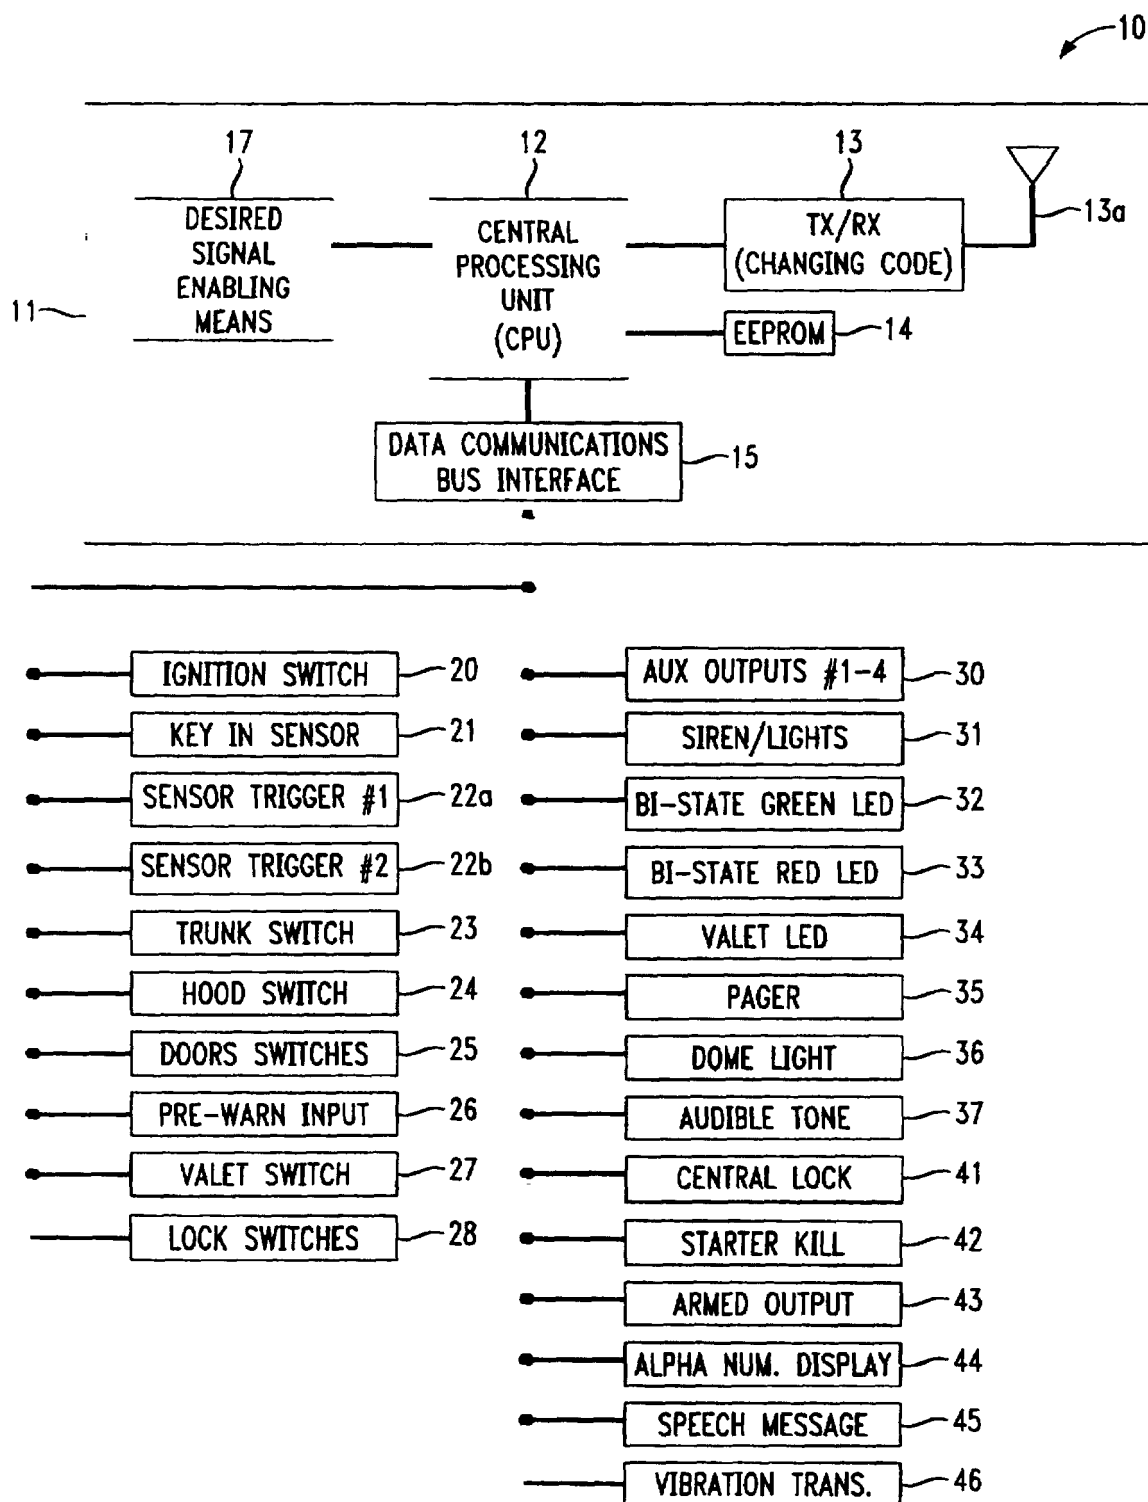 10
17
12
13
13a
DESIRED
SIGNAL
ENABLING
MEANS
CENTRAL
PROCESSING
UNIT
(CPU)
TX/RX
(CHANGING CODE)
11
EEPROM
14
DATA COMMUNICATIONS
BUS INTERFACE
15
IGNITION SWITCH
20
KEY IN SENSOR
21
SENSOR TRIGGER #1
22a
SENSOR TRIGGER #2
22b
TRUNK SWITCH
23
HOOD SWITCH
24
DOORS SWITCHES
25
PRE-WARN INPUT
26
VALET SWITCH
27
LOCK SWITCHES
28
AUX OUTPUTS #1-4
30
SIREN/LIGHTS
31
BI-STATE GREEN LED
32
BI-STATE RED LED
33
VALET LED
34
PAGER
35
DOME LIGHT
36
AUDIBLE TONE
37
CENTRAL LOCK
41
STARTER KILL
42
ARMED OUTPUT
43
ALPHA NUM. DISPLAY
44
SPEECH MESSAGE
45
VIBRATION TRANS.
46